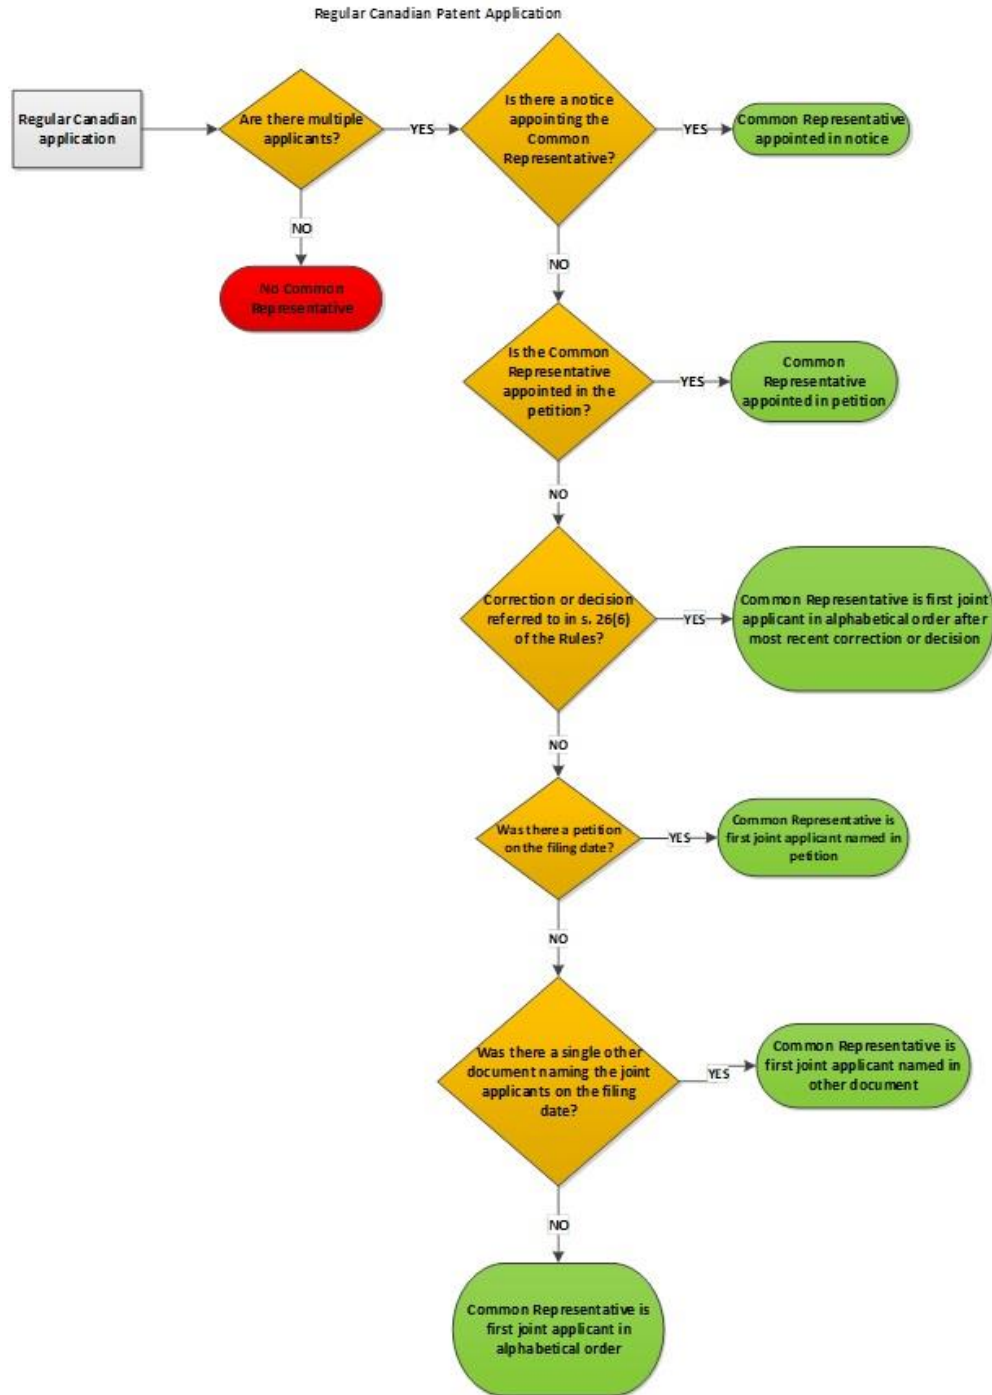 Regular Canadian Patent Application
Regular Canadian
application
Are there multiple
applicants?
YES
Is there a notice
appointing the
Common
Representative?
YES
Common Representative
appointed in notice
NO
No Common
Representative
NO
Is the Common
Representative
appointed in the
petition?
YES
Common
Representative
appointed in petition
NO
Correction or decision
referred to in s. 26(6)
of the Rules?
YES
Common Representative is first joint
applicant in alphabetical order after
most recent correction or decision
NO
Was there a petition
on the filing date?
YES
Common Representative is
first joint applicant named in
petition
NO
Was there a single other
document naming the joint
applicants on the filing
date?
YES
Common Representative is
first joint applicant named in
other document
NO
Common Representative is
first joint applicant in
alphabetical order